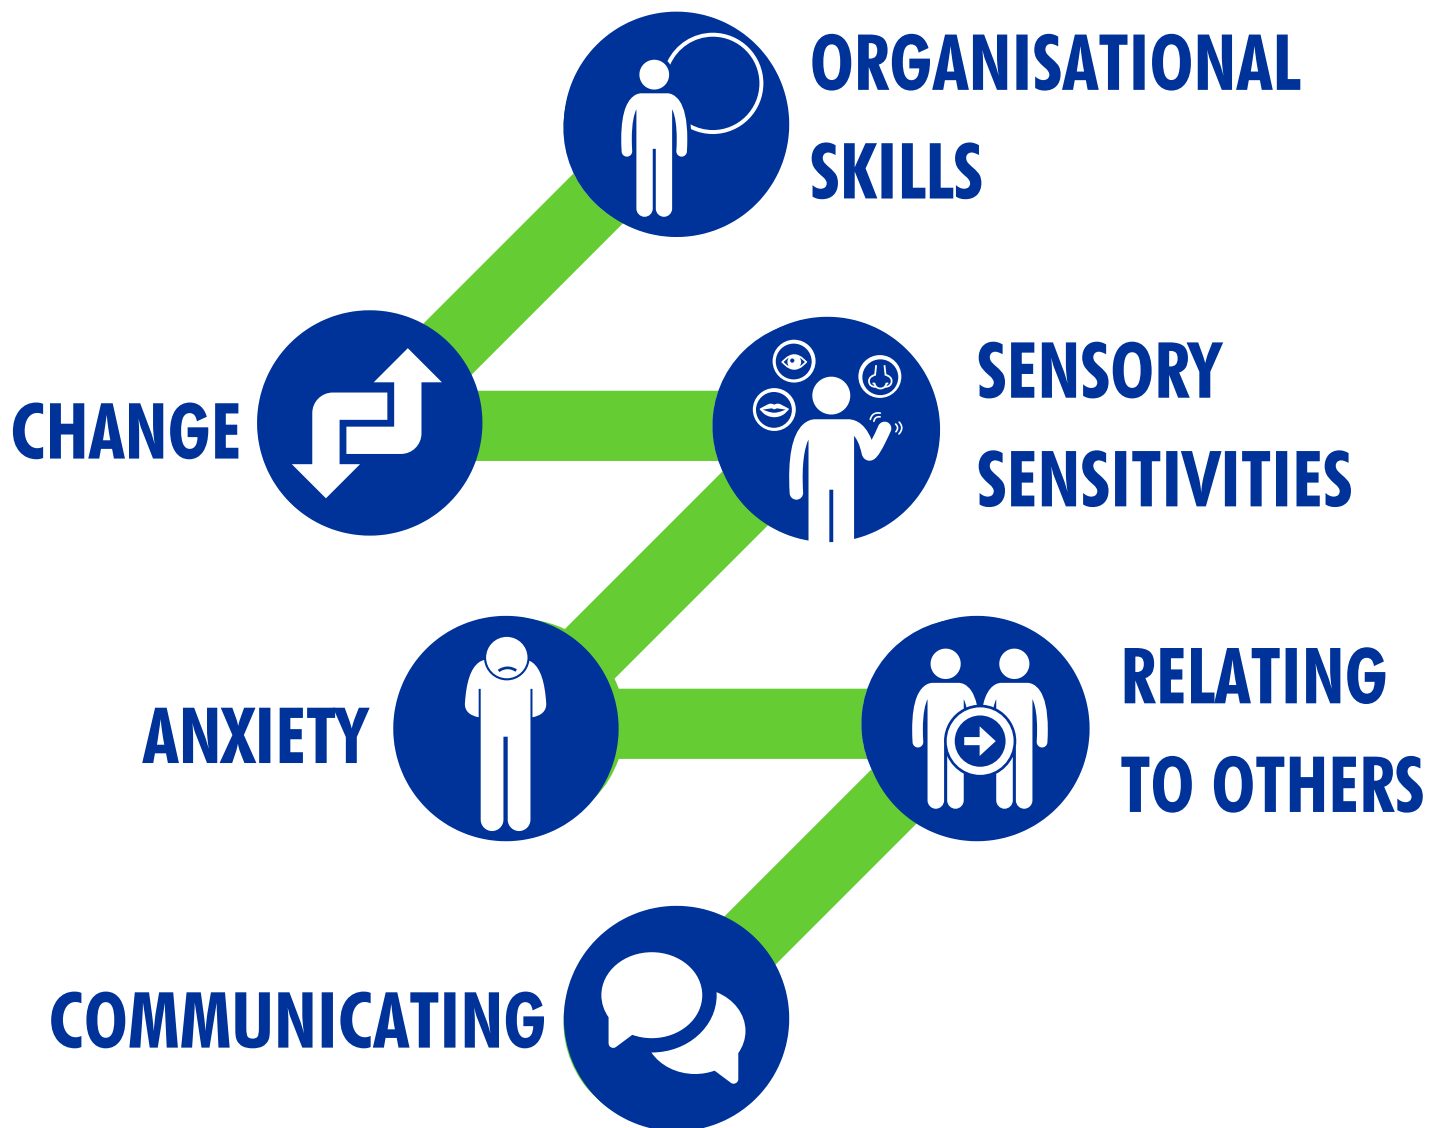 ORGANISATIONAL
SKILLS
CHANGE
SENSORY
SENSITIVITIES
ANXIETY
RELATING
TO OTHERS
COMMUNICATING